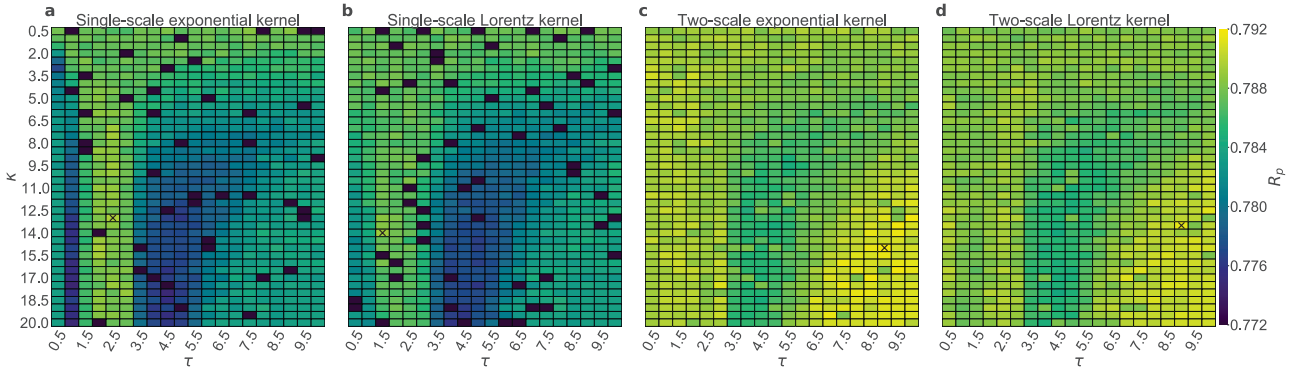 a Single-scale exponential kernel
b Single-scale Lorentz kernel
c Two-scale exponential kernel
d Two-scale Lorentz kernel
κ
0.5
2.0
3.5
5.0
6.5
8.0
9.5
11.0
12.5
14.0
15.5
17.0
18.5
20.0
0.5 1.5 2.5 3.5 4.5 5.5 6.5 7.5 8.5 9.5
τ
0.5 1.5 2.5 3.5 4.5 5.5 6.5 7.5 8.5 9.5
τ
0.5 1.5 2.5 3.5 4.5 5.5 6.5 7.5 8.5 9.5
τ
0.5 1.5 2.5 3.5 4.5 5.5 6.5 7.5 8.5 9.5
τ
0.792
0.788
0.784
0.780
0.776
0.772
Rp